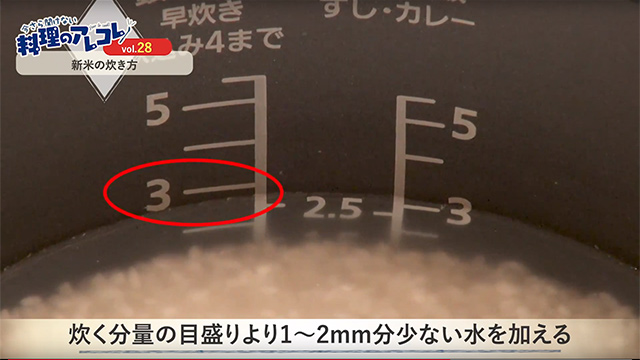 今さら聞けない
料理のアレコレ
vol.28
新米の炊き方
早炊き
込み4まで
すし・カレー
5
3
2.5
5
3
炊く分量の目盛りより1～2mm分少ない水を加える